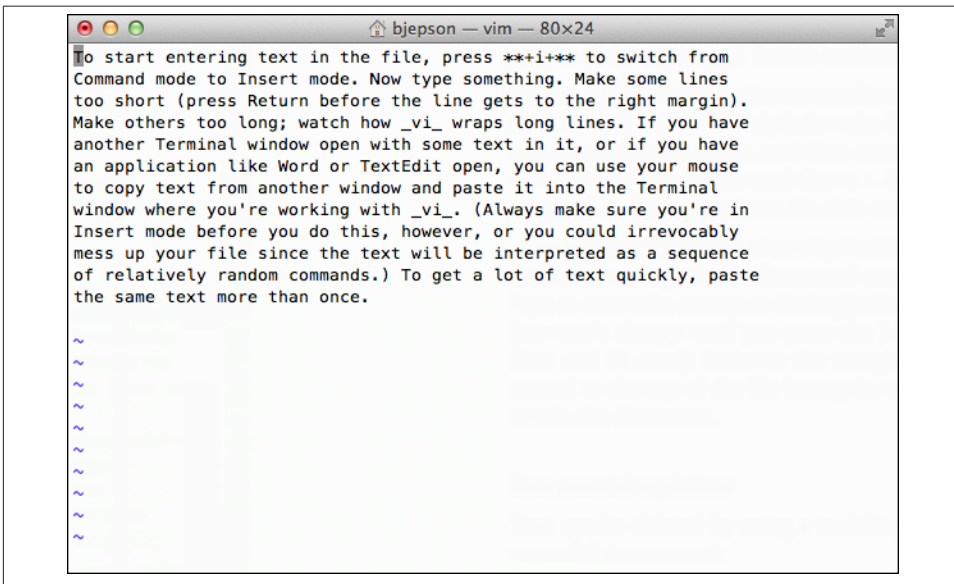 bjepson — vim — 80×24
To start entering text in the file, press **+i+** to switch from
Command mode to Insert mode. Now type something. Make some lines
too short (press Return before the line gets to the right margin).
Make others too long; watch how _vi_ wraps long lines. If you have
another Terminal window open with some text in it, or if you have
an application like Word or TextEdit open, you can use your mouse
to copy text from another window and paste it into the Terminal
window where you're working with _vi_. (Always make sure you're in
Insert mode before you do this, however, or you could irrevocably
mess up your file since the text will be interpreted as a sequence
of relatively random commands.) To get a lot of text quickly, paste
the same text more than once.
~
~
~
~
~
~
~
~
~
~